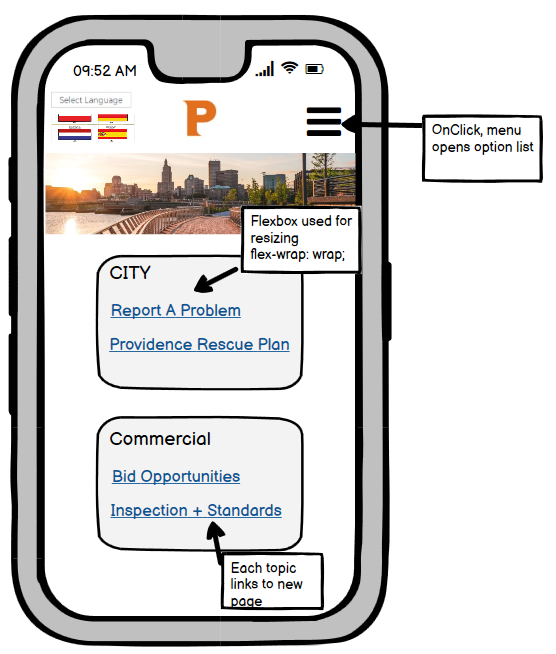 09:52 AM
Select Language
P
OnClick, menu
opens option list
Flexbox used for
resizing
flex-wrap: wrap;
CITY
Report A Problem
Providence Rescue Plan
Commercial
Bid Opportunities
Inspection + Standards
Each topic
links to new
page